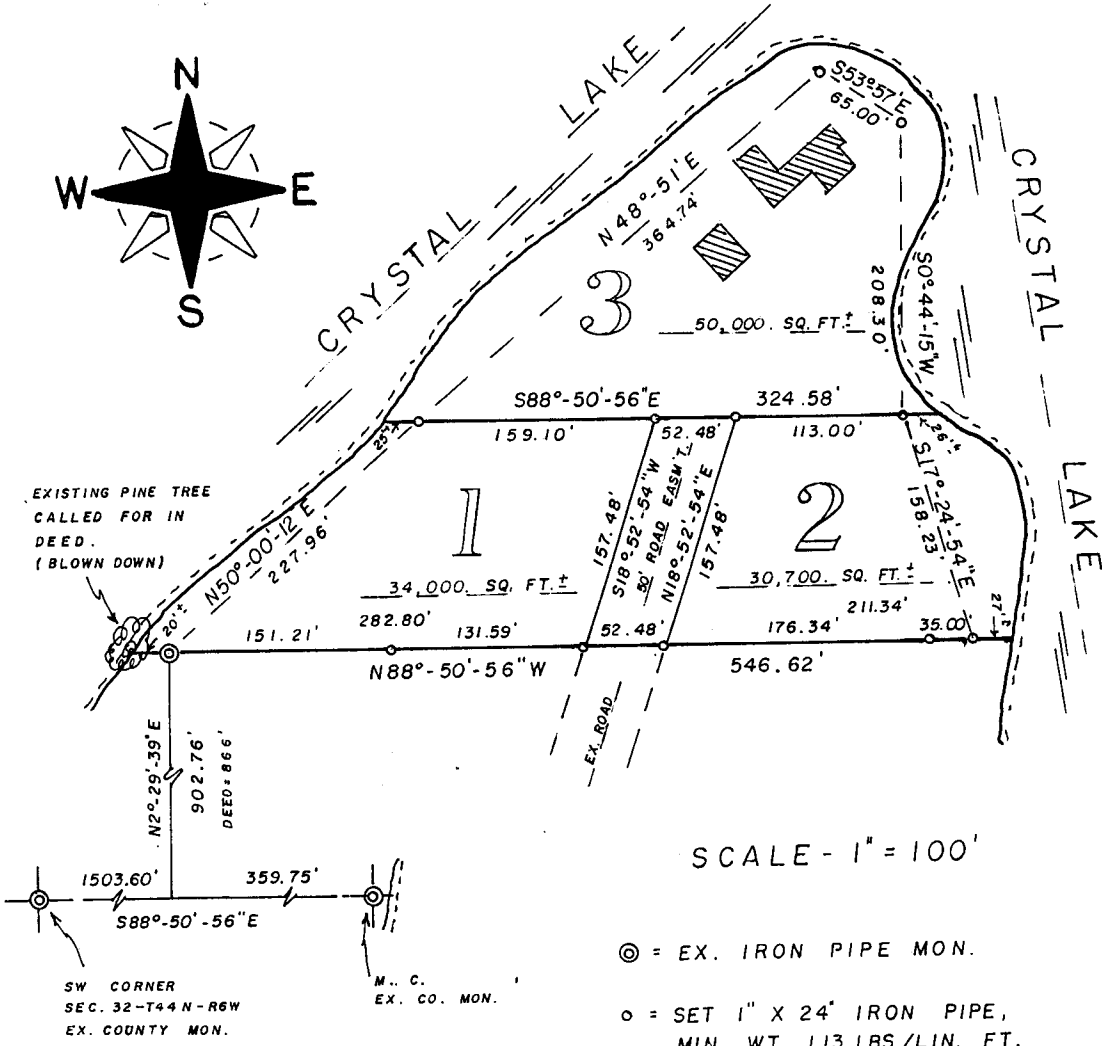 N
W E
S
CRYSTAL LAKE
CRYSTAL LAKE
S53°57'E
65.00'
N48°-51'E
364.74'
3
50,000. SQ. FT.±
208.30'
S0°-44'-15"W
S88°-50'-56"E
324.58'
159.10'
52.48'
113.00'
25'±
26'±
EXISTING PINE TREE
CALLED FOR IN
DEED.
(BLOWN DOWN)
N50°-00'-12 E
227.96'
1
34,000. SQ. FT.±
157.48'
S18°-52'-54"W
50' ROAD EASM'T.
N18°-52'-54"E
157.48'
2
30,700. SQ. FT.±
S17°-24'-54"E
158.23'
20'±
151.21'
282.80'
131.59'
52.48'
176.34'
211.34'
35.00'
27'±
N88°-50'-56"W
546.62'
EX. ROAD
N2°-29'-39"E
902.76'
DEED=866'
1503.60'
359.75'
S88°-50'-56"E
SW CORNER
SEC. 32-T44N-R6W
EX. COUNTY MON.
M. C.
EX. CO. MON.
SCALE - 1" = 100'
= EX. IRON PIPE MON.
= SET 1" X 24" IRON PIPE,
MIN. WT. 1.13 LBS./LIN. FT.